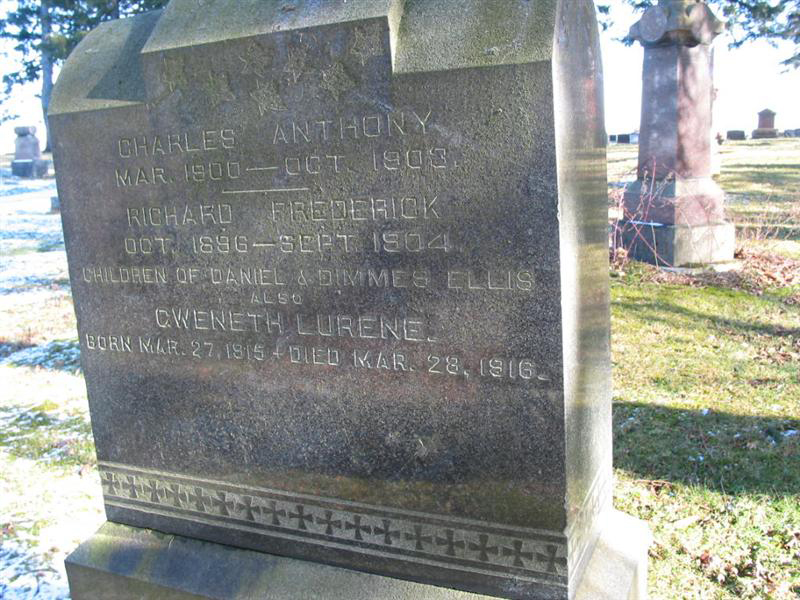 CHARLES ANTHONY
MAR. 1900 — OCT. 1903.
RICHARD FREDERICK
OCT. 1896 — SEPT. 1904.
CHILDREN OF DANIEL & DIMMES ELLIS
ALSO
GWENETH LURENE.
BORN MAR. 27, 1915 + DIED MAR. 28, 1916.